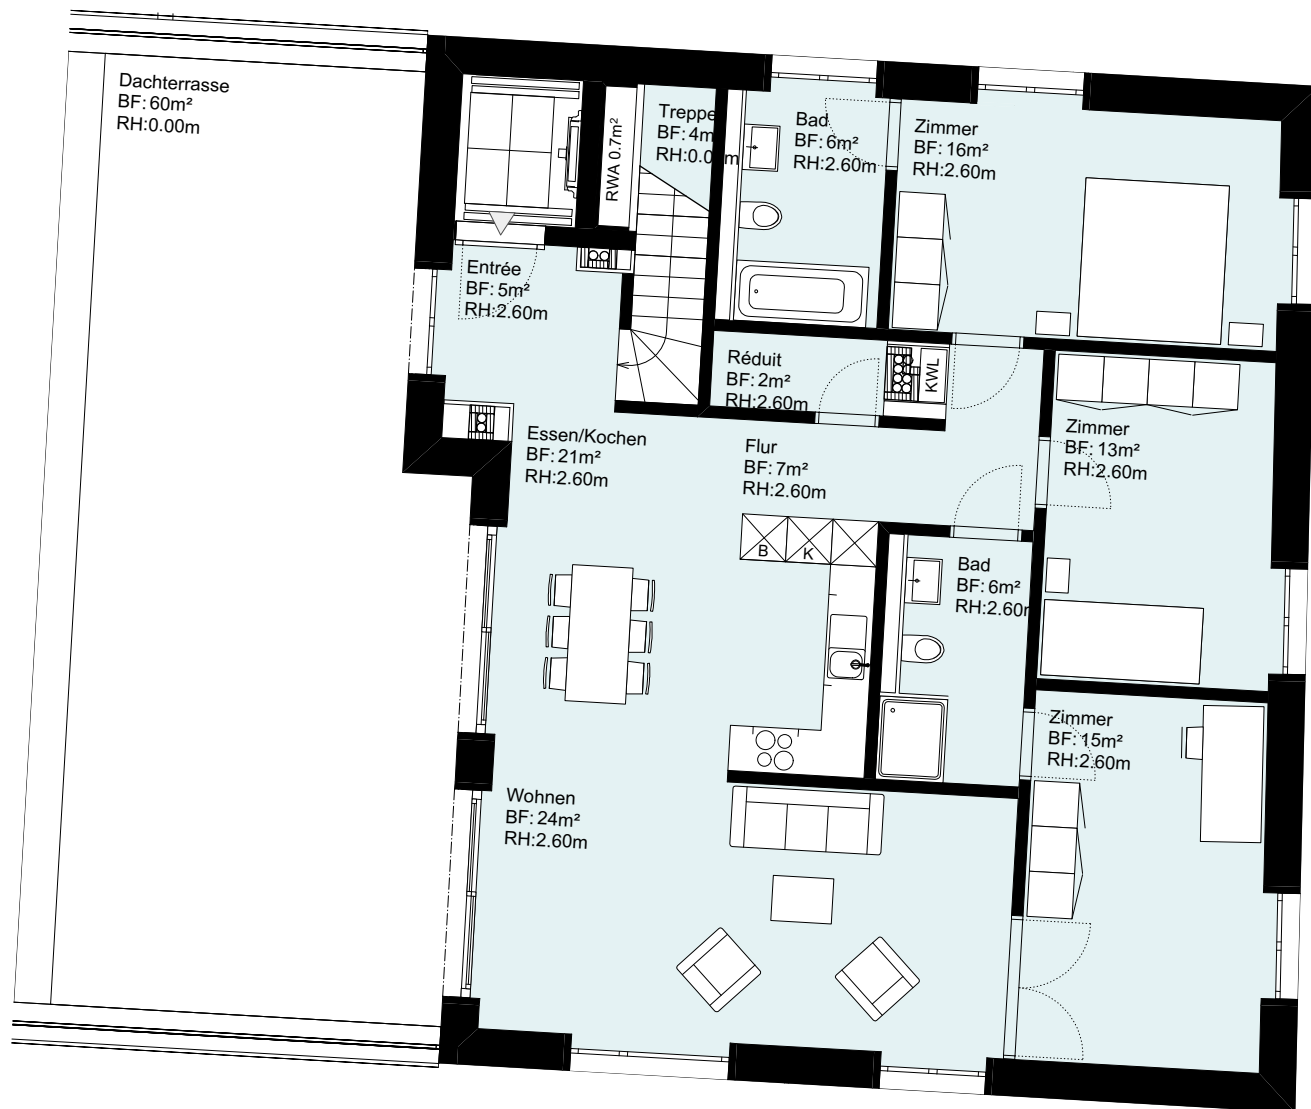 Dachterrasse
BF: 60m²
RH:0.00m
RWA 0.7m²
Treppe
BF: 4m
RH:0.0 m
Bad
BF: 6m²
RH:2.60m
Zimmer
BF: 16m²
RH:2.60m
Entrée
BF: 5m²
RH:2.60m
Réduit
BF: 2m²
RH:2.60m
KWL
Essen/Kochen
BF: 21m²
RH:2.60m
Flur
BF: 7m²
RH:2.60m
Zimmer
BF: 13m²
RH:2.60m
B
K
Bad
BF: 6m²
RH:2.60m
Zimmer
BF: 15m²
RH:2.60m
Wohnen
BF: 24m²
RH:2.60m